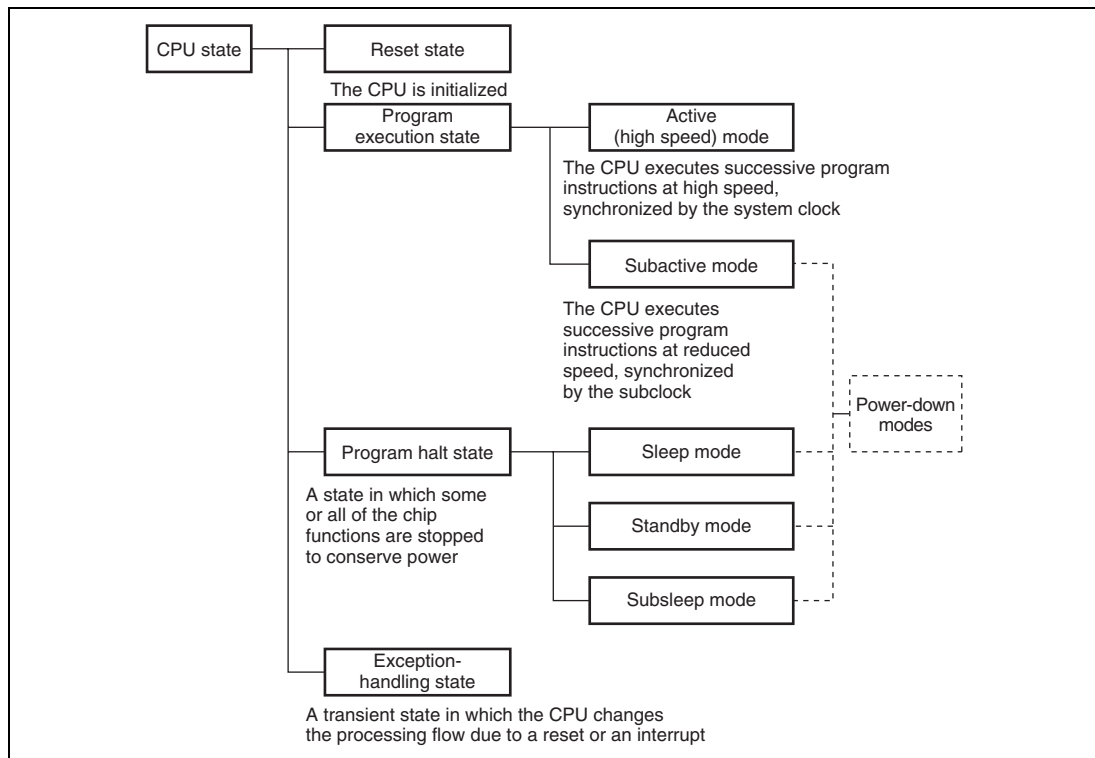 CPU state
Reset state
The CPU is initialized
Program
execution state
Active
(high speed) mode
The CPU executes successive program
instructions at high speed,
synchronized by the system clock
Subactive mode
The CPU executes
successive program
instructions at reduced
speed, synchronized
by the subclock
Power-down
modes
Program halt state
A state in which some
or all of the chip
functions are stopped
to conserve power
Sleep mode
Standby mode
Subsleep mode
Exception-
handling state
A transient state in which the CPU changes
the processing flow due to a reset or an interrupt